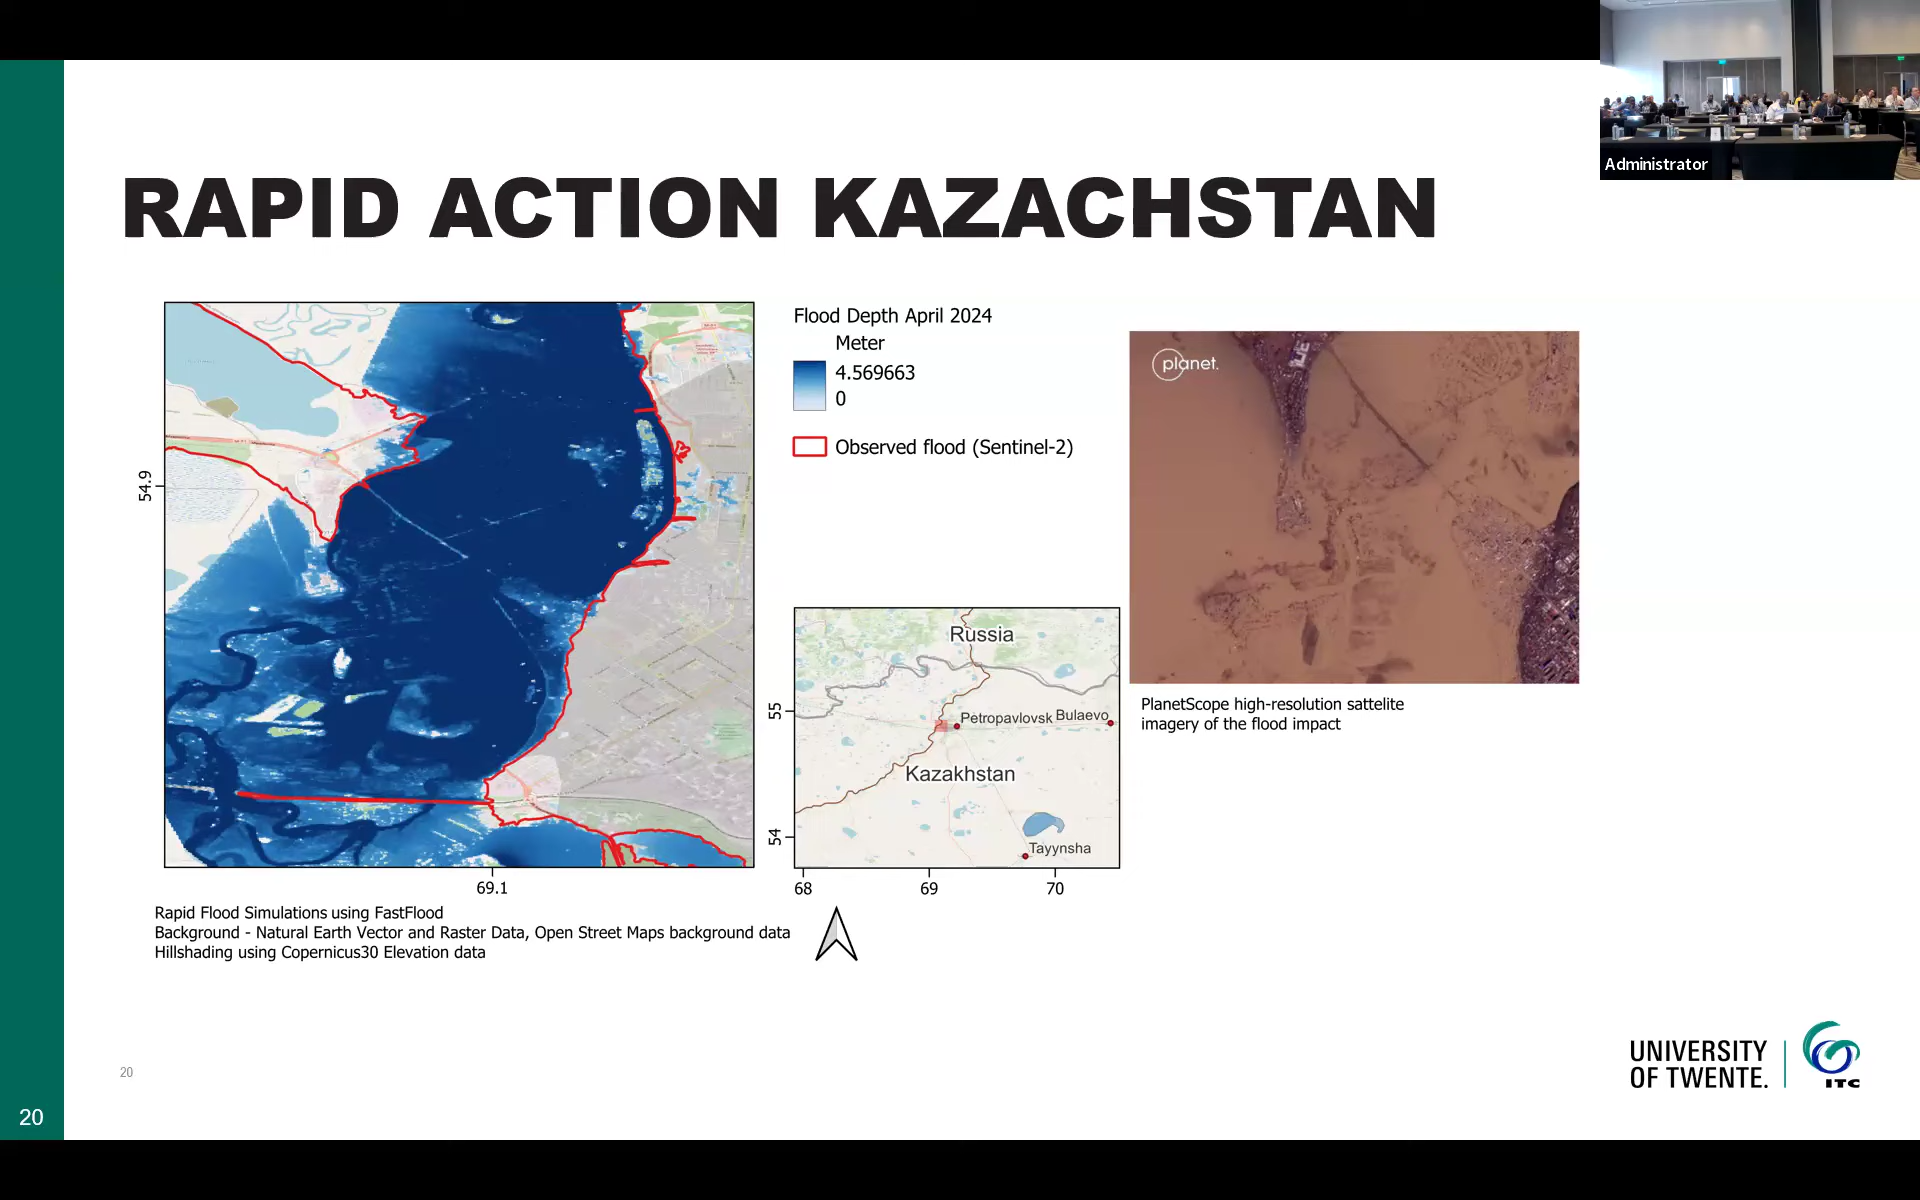 Administrator
RAPID ACTION KAZACHSTAN
Flood Depth April 2024
Meter
4.569663
0
Observed flood (Sentinel-2)
54.9
69.1
planet.
PlanetScope high-resolution sattelite
imagery of the flood impact
Russia
Petropavlovsk
Bulaevo
Kazakhstan
Tayynsha
55
54
68
69
70
Rapid Flood Simulations using FastFlood
Background - Natural Earth Vector and Raster Data, Open Street Maps background data
Hillshading using Copernicus30 Elevation data
UNIVERSITY
OF TWENTE.
ITC
20
20